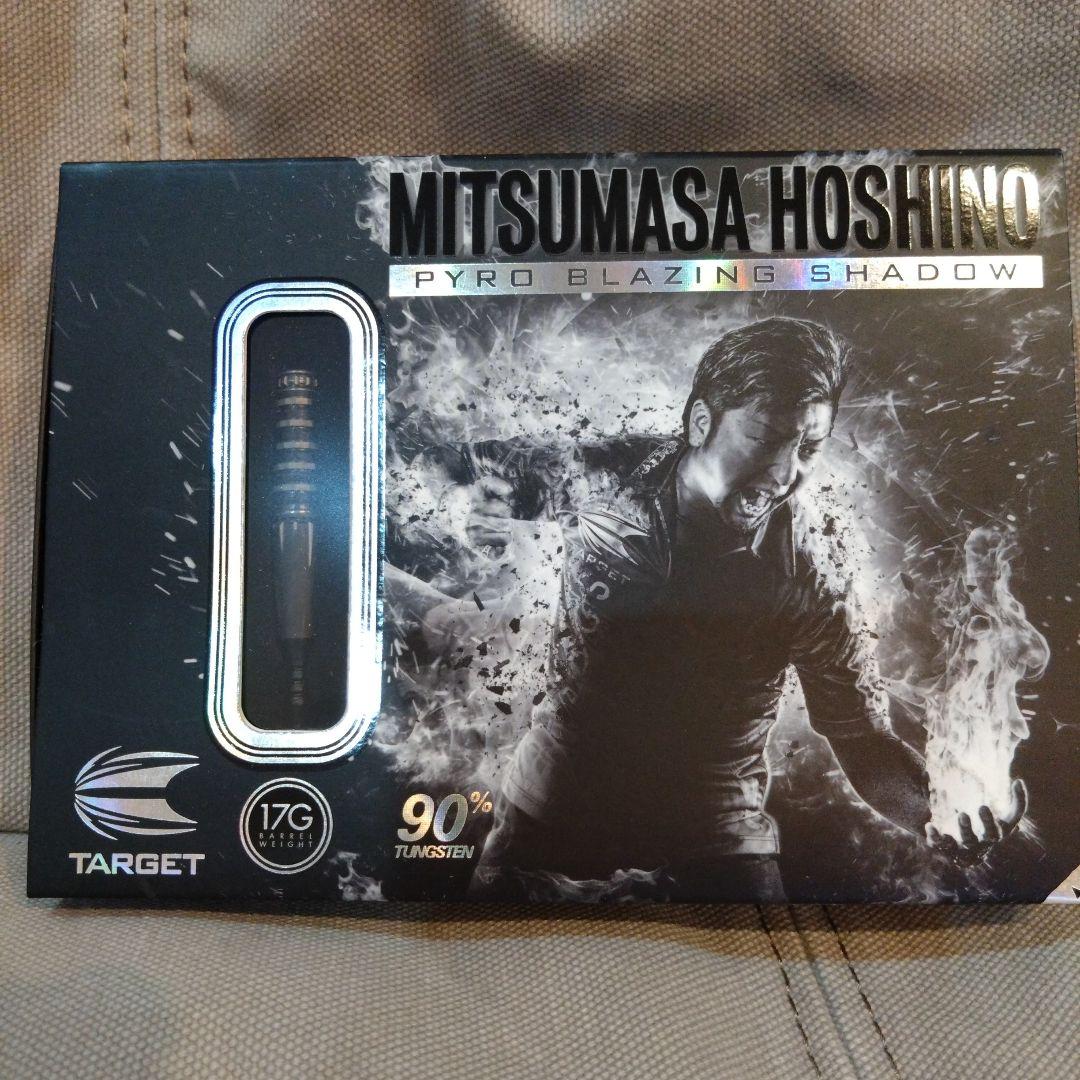 MITSUMASA HOSHINO
PYRO BLAZING SHADOW
TARGET
17G
BARREL
WEIGHT
90%
TUNGSTEN